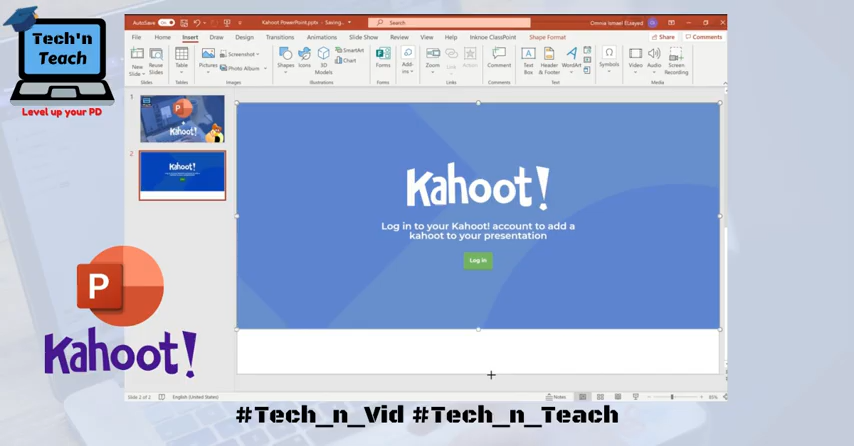 Tech'n
Teach
Level up your PD
AutoSave On
Kahoot PowerPoint.pptx - Saving...
Search
Omnia Ismael ELsayed
File Home Insert Draw Design Transitions Animations Slide Show Review View Help Inknoe ClassPoint Shape Format
Share Comments
New Slide
Reuse Slides
Slides
Table
Tables
Pictures
Screenshot
Photo Album
Images
Shapes
Icons
3D Models
SmartArt
Chart
Illustrations
Forms
Forms
Add-ins
Zoom
Link
Action
Links
Comment
Comments
Text Box
Header & Footer
WordArt
Text
Symbols
Video
Audio
Screen Recording
Media
1
P
Kahoot!
2
Kahoot!
Kahoot!
Log in to your Kahoot! account to add a
kahoot to your presentation
Log in
P
Kahoot!
Slide 2 of 2
English (United States)
Notes
#Tech_n_Vid #Tech_n_Teach